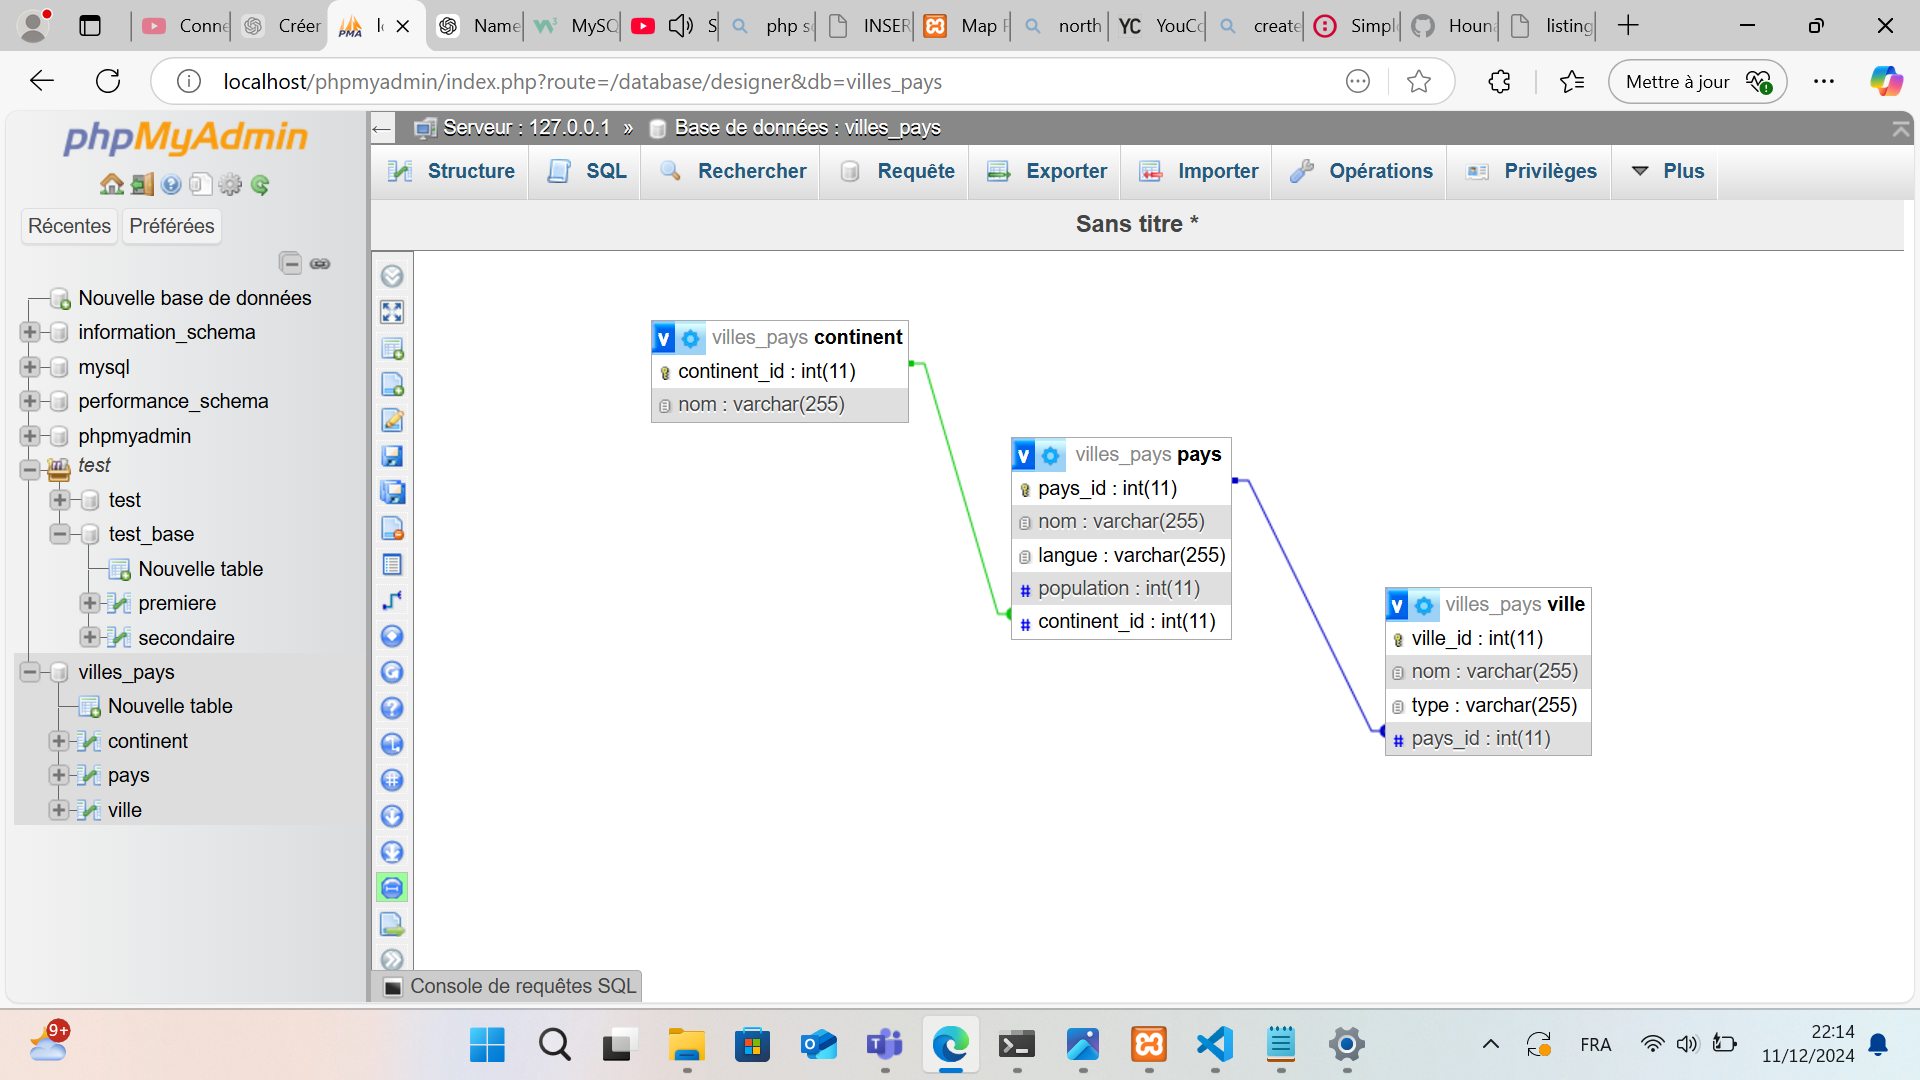 Conne
Créer
PMA
Name
MySQ
S
php s
INSER
Map
north
YC YouCo
create
Simpl
Houna
listing
localhost/phpmyadmin/index.php?route=/database/designer&db=villes_pays
Mettre à jour
phpMyAdmin
Récentes
Préférées
Nouvelle base de données
information_schema
mysql
performance_schema
phpmyadmin
test
test
test_base
Nouvelle table
premiere
secondaire
villes_pays
Nouvelle table
continent
pays
ville
Serveur : 127.0.0.1 » Base de données : villes_pays
Structure
SQL
Rechercher
Requête
Exporter
Importer
Opérations
Privilèges
Plus
Sans titre *
v villes_pays continent
continent_id : int(11)
nom : varchar(255)
v villes_pays pays
pays_id : int(11)
nom : varchar(255)
langue : varchar(255)
# population : int(11)
# continent_id : int(11)
v villes_pays ville
ville_id : int(11)
nom : varchar(255)
type : varchar(255)
# pays_id : int(11)
Console de requêtes SQL
9+
FRA
22:14
11/12/2024